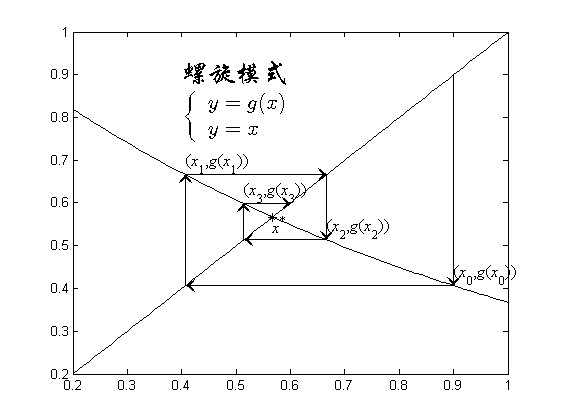 1
0.9
0.8
0.7
0.6
0.5
0.4
0.3
0.2
螺旋模式
{ y = g(x)
y = x
(x₁,g(x₁))
(x₃,g(x₃))
(x₂,g(x₂))
x*
(x₀,g(x₀))
0.2 0.3 0.4 0.5 0.6 0.7 0.8 0.9 1